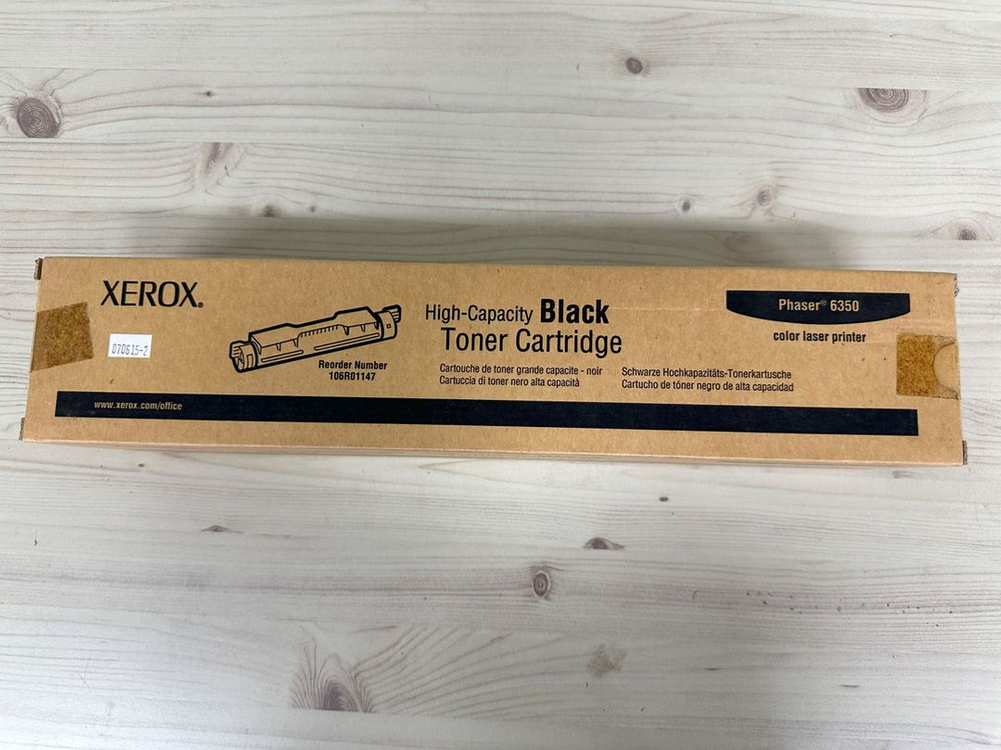 XEROX®
070615-2
Reorder Number
106R01147
High-Capacity Black
Toner Cartridge
Cartouche de toner grande capacite - noir
Cartuccia di toner nero alta capacità
Schwarze Hochkapazitäts-Tonerkartusche
Cartucho de tóner negro de alta capacidad
Phaser® 6350
color laser printer
www.xerox.com/office